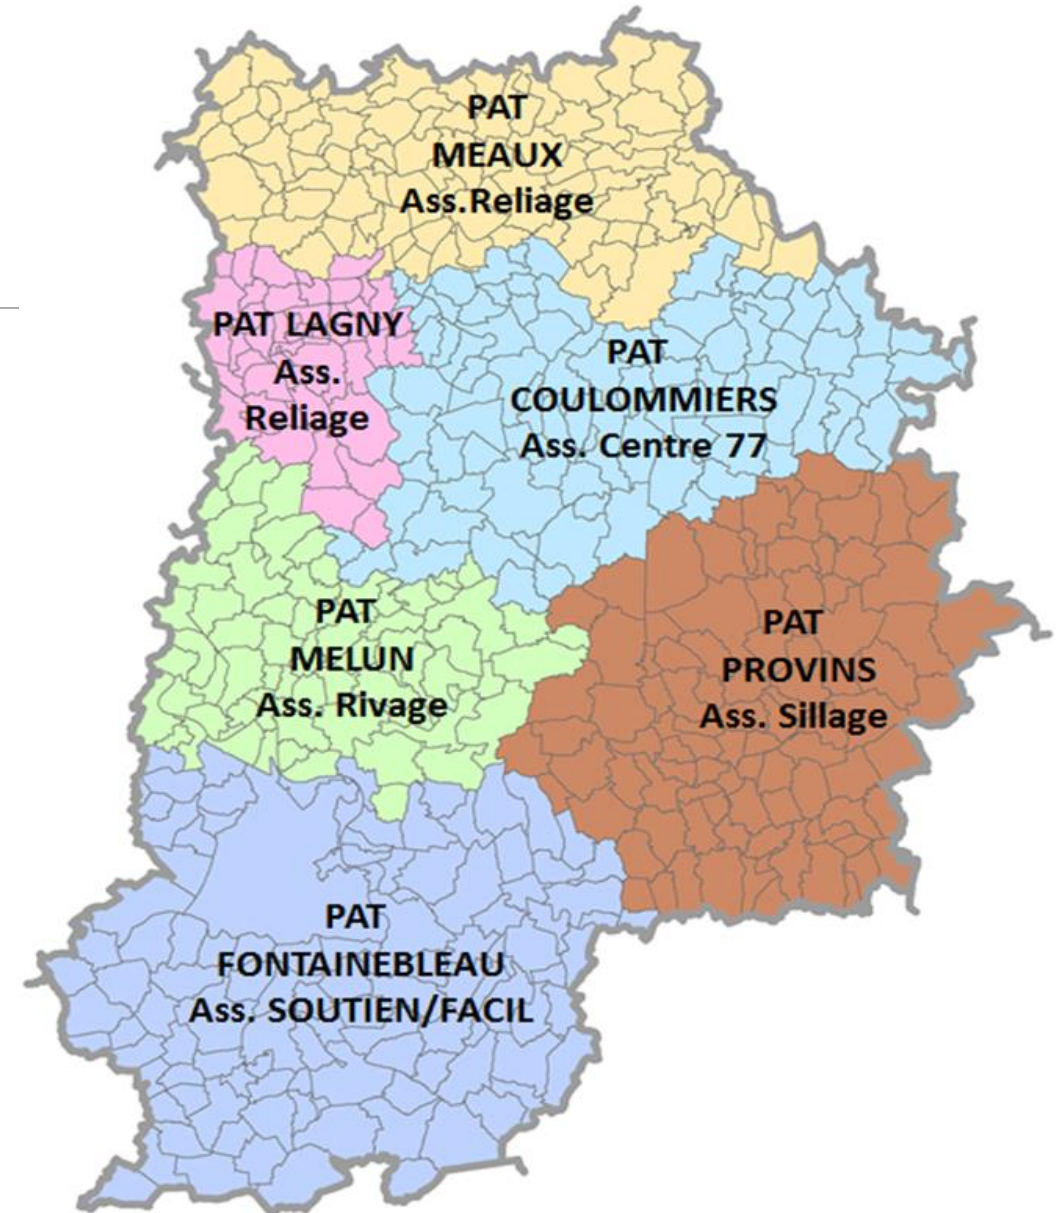 PAT
MEAUX
Ass.Reliage
PAT LAGNY
Ass.
Reliage
PAT
COULOMMIERS
Ass. Centre 77
PAT
MELUN
Ass. Rivage
PAT
PROVINS
Ass. Sillage
PAT
FONTAINEBLEAU
Ass. SOUTIEN/FACIL